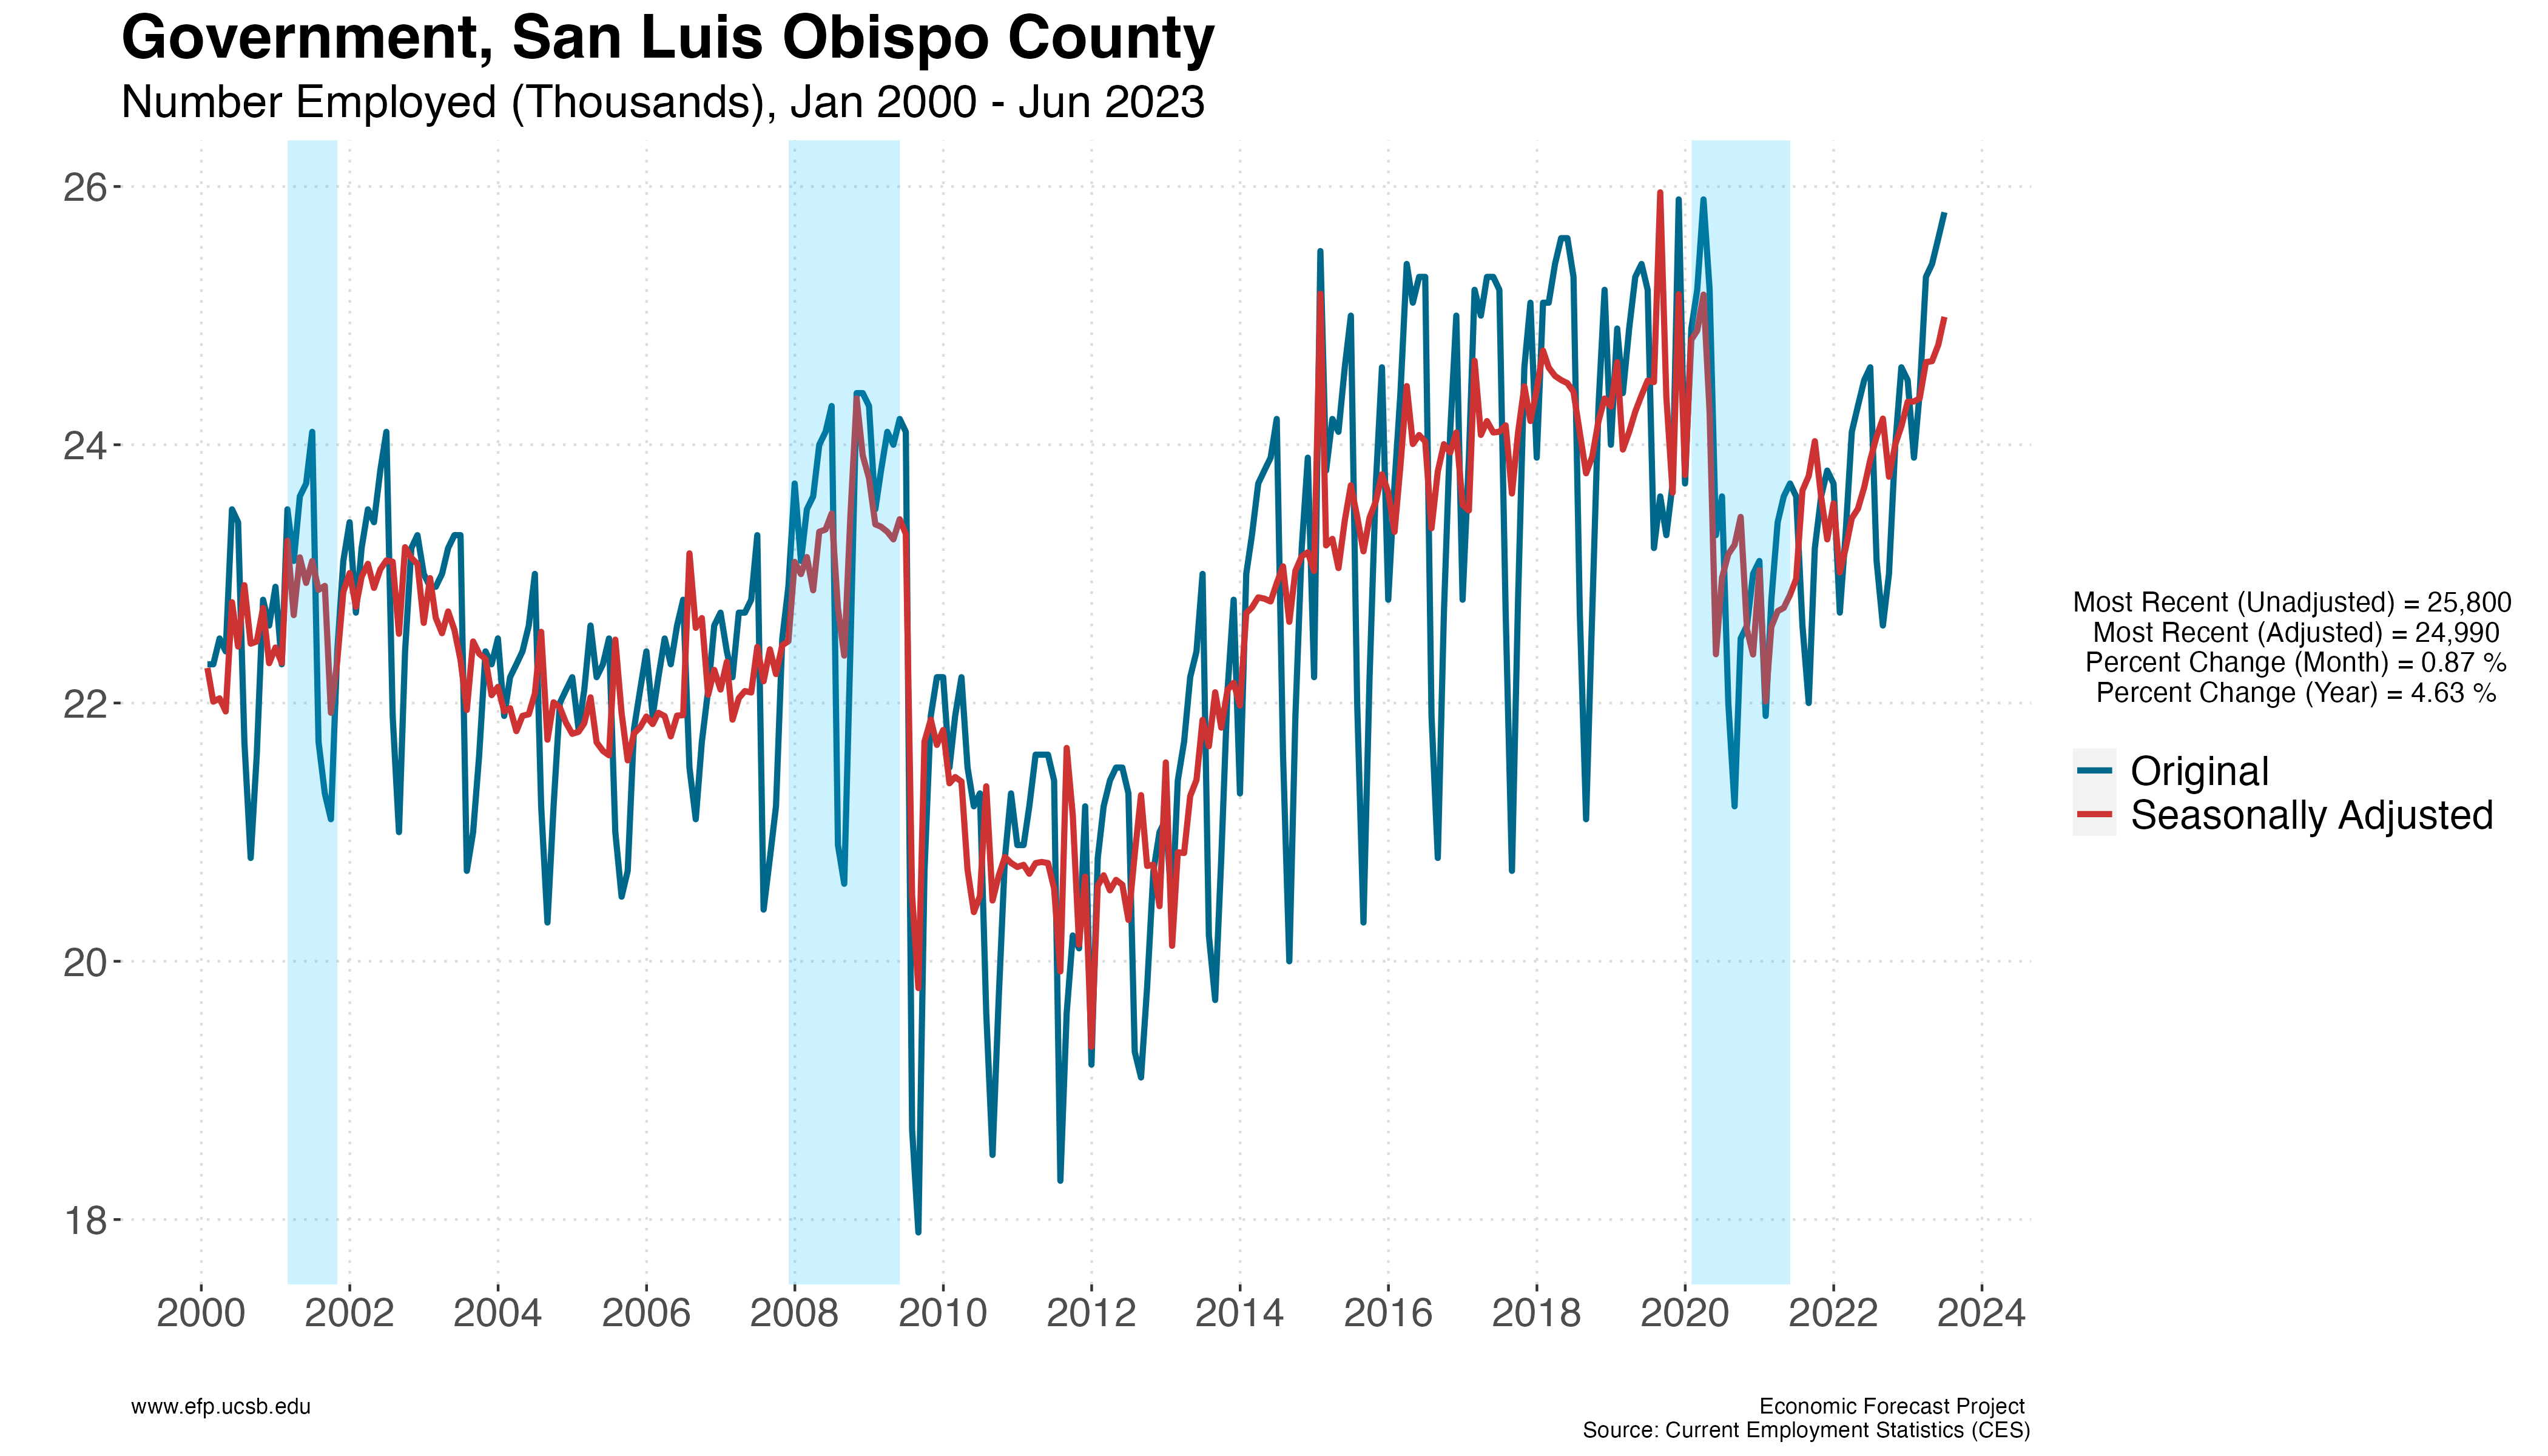 Government, San Luis Obispo County
Number Employed (Thousands), Jan 2000 - Jun 2023
26
24
22
20
18
2000 2002 2004 2006 2008 2010 2012 2014 2016 2018 2020 2022 2024
Most Recent (Unadjusted) = 25,800
Most Recent (Adjusted) = 24,990
Percent Change (Month) = 0.87 %
Percent Change (Year) = 4.63 %
Original
Seasonally Adjusted
www.efp.ucsb.edu
Economic Forecast Project
Source: Current Employment Statistics (CES)